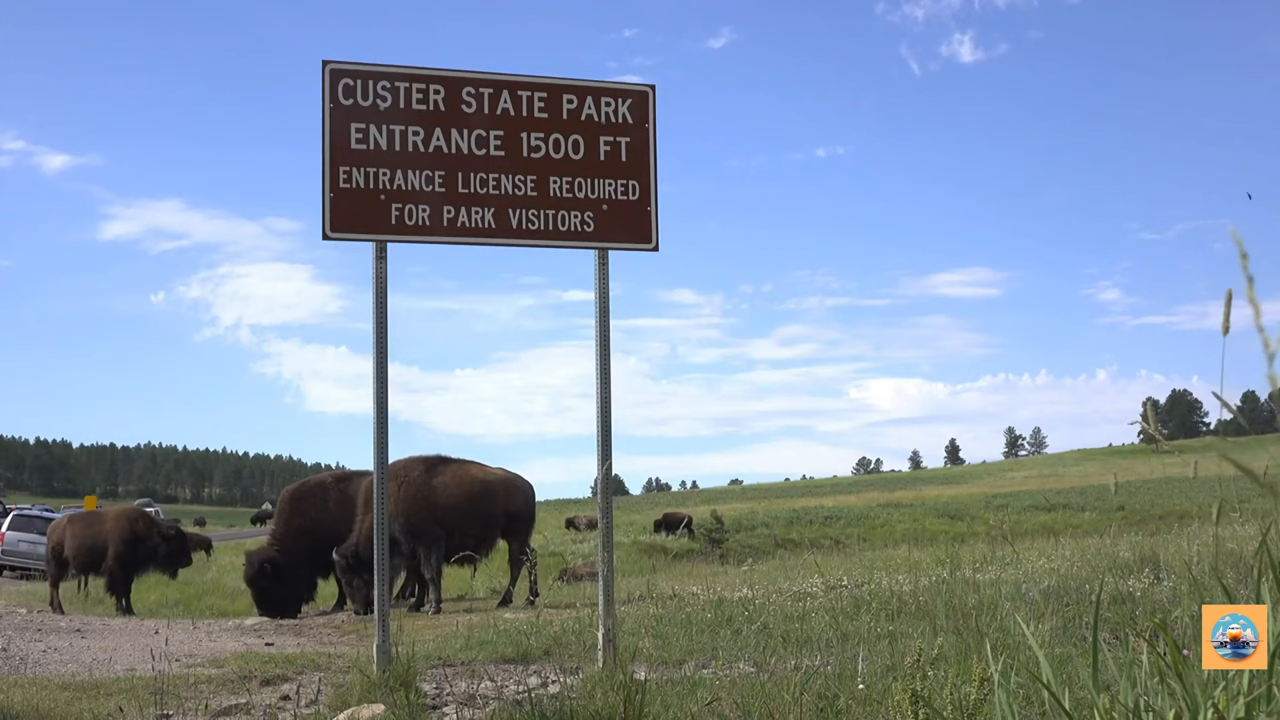 CUSTER STATE PARK
ENTRANCE 1500 FT
ENTRANCE LICENSE REQUIRED
FOR PARK VISITORS